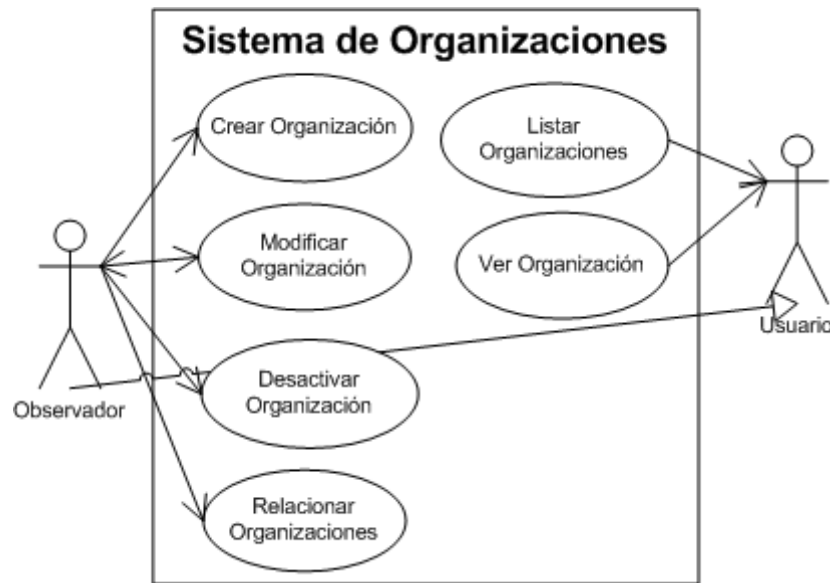 Sistema de Organizaciones
Crear Organización
Listar
Organizaciones
Modificar
Organización
Ver Organización
Usuario
Desactivar
Organización
Observador
Relacionar
Organizaciones